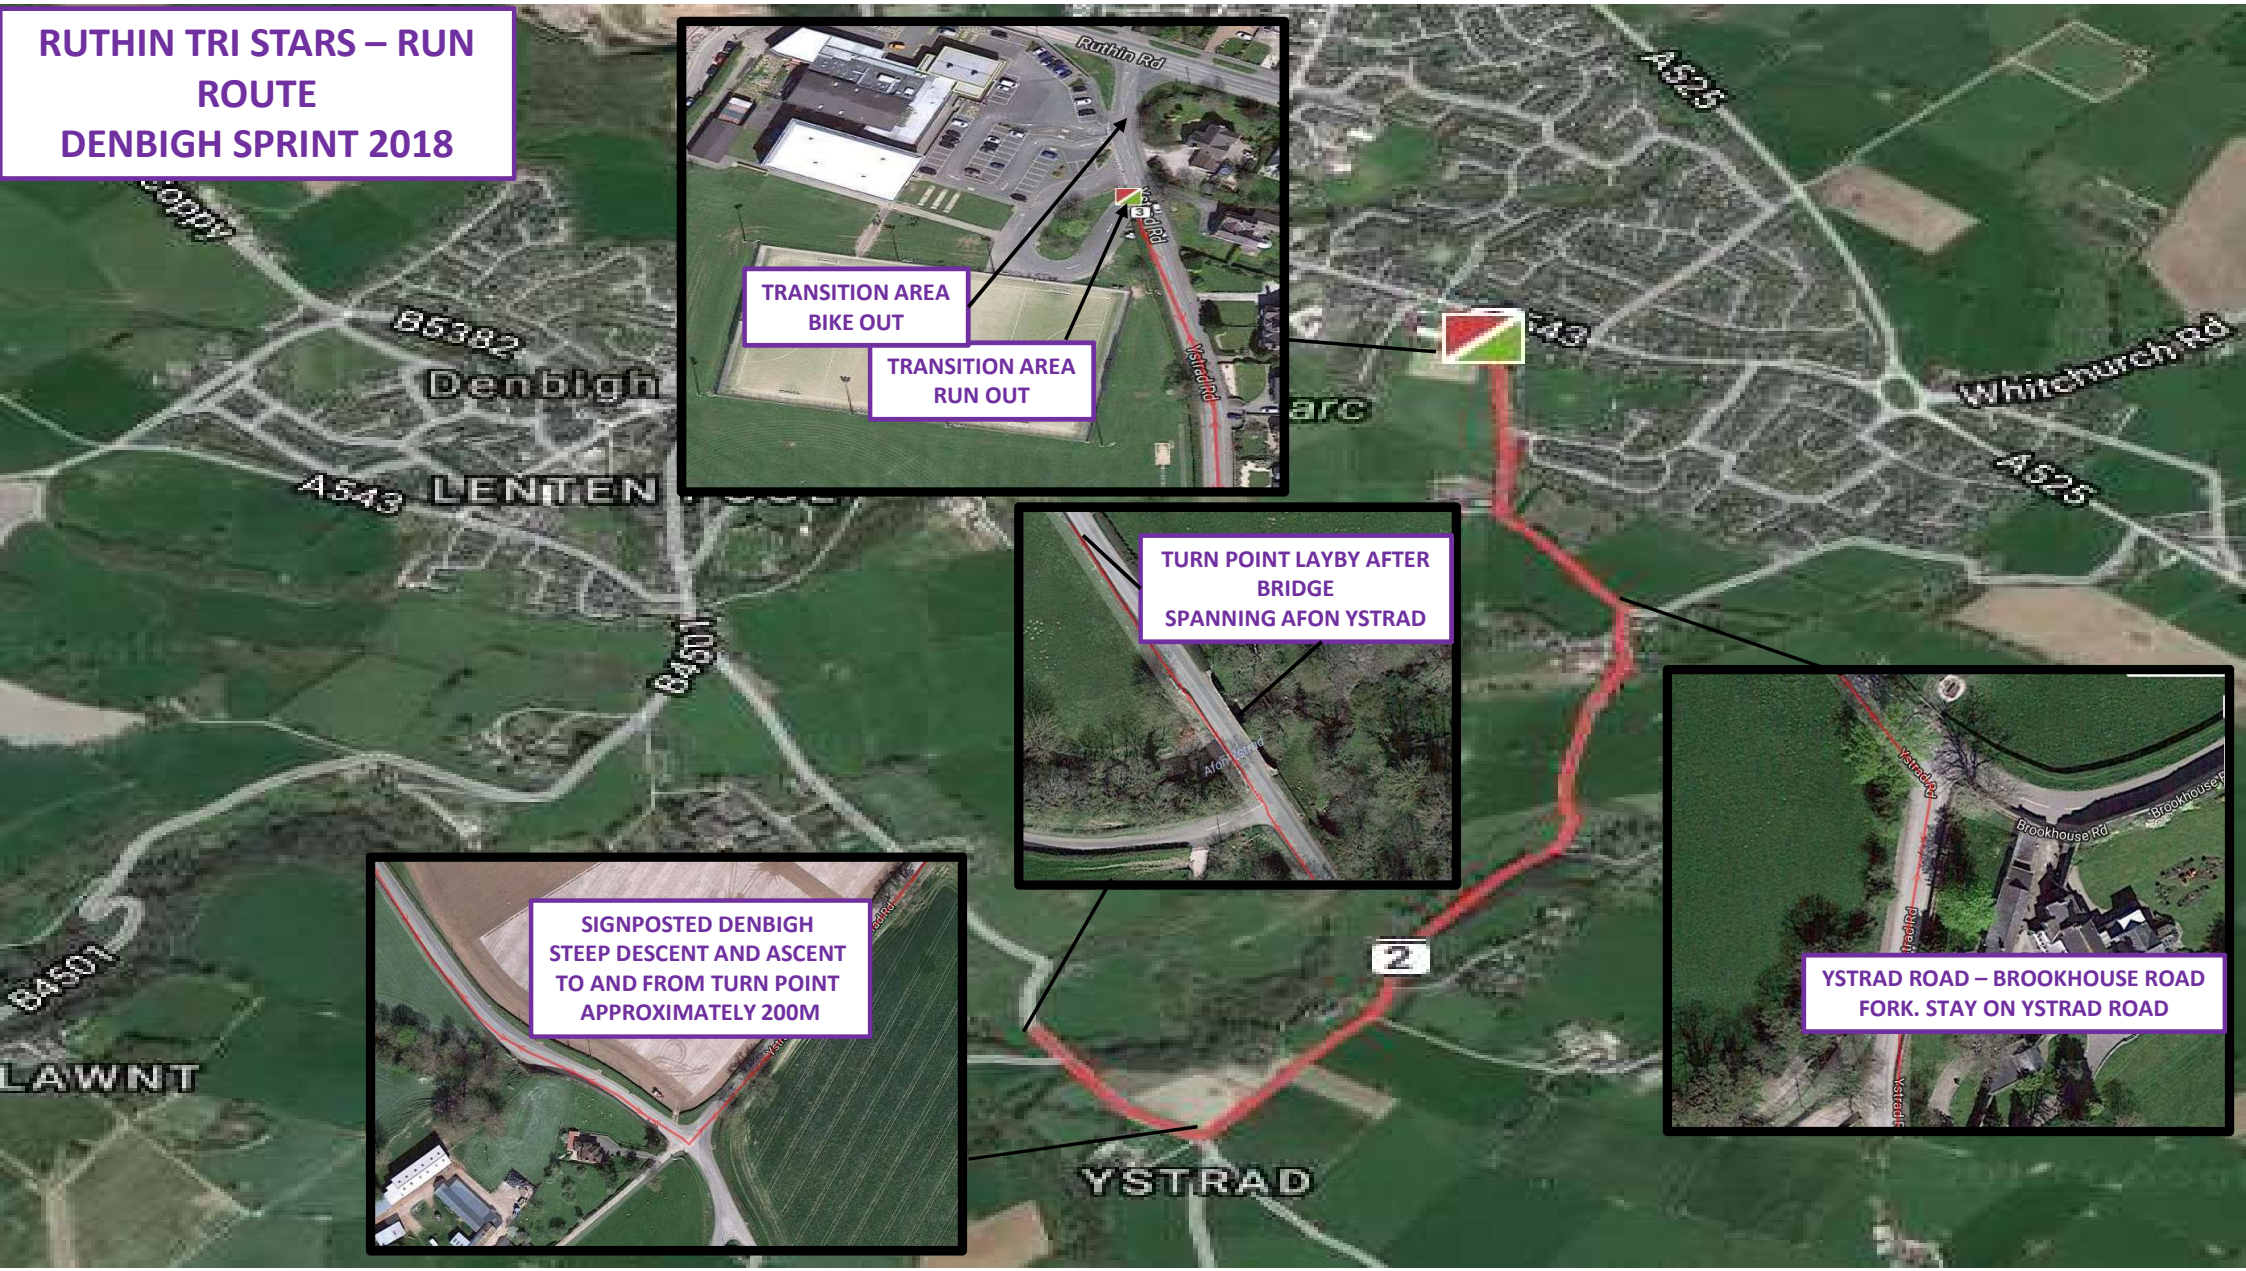 RUTHIN TRI STARS – RUN
ROUTE
DENBIGH SPRINT 2018
Ruthin Rd
3
Ystrad Rd
TRANSITION AREA
BIKE OUT
TRANSITION AREA
RUN OUT
A525
B5382
Denbigh
A543
LENTEN
B4501
Whitchurch Rd
A525
TURN POINT LAYBY AFTER
BRIDGE
SPANNING AFON YSTRAD
Afon Ystrad
Ystrad Rd
Brookhouse Rd
YSTRAD ROAD – BROOKHOUSE ROAD
FORK. STAY ON YSTRAD ROAD
SIGNPOSTED DENBIGH
STEEP DESCENT AND ASCENT
TO AND FROM TURN POINT
APPROXIMATELY 200M
2
B4501
LAWNT
YSTRAD